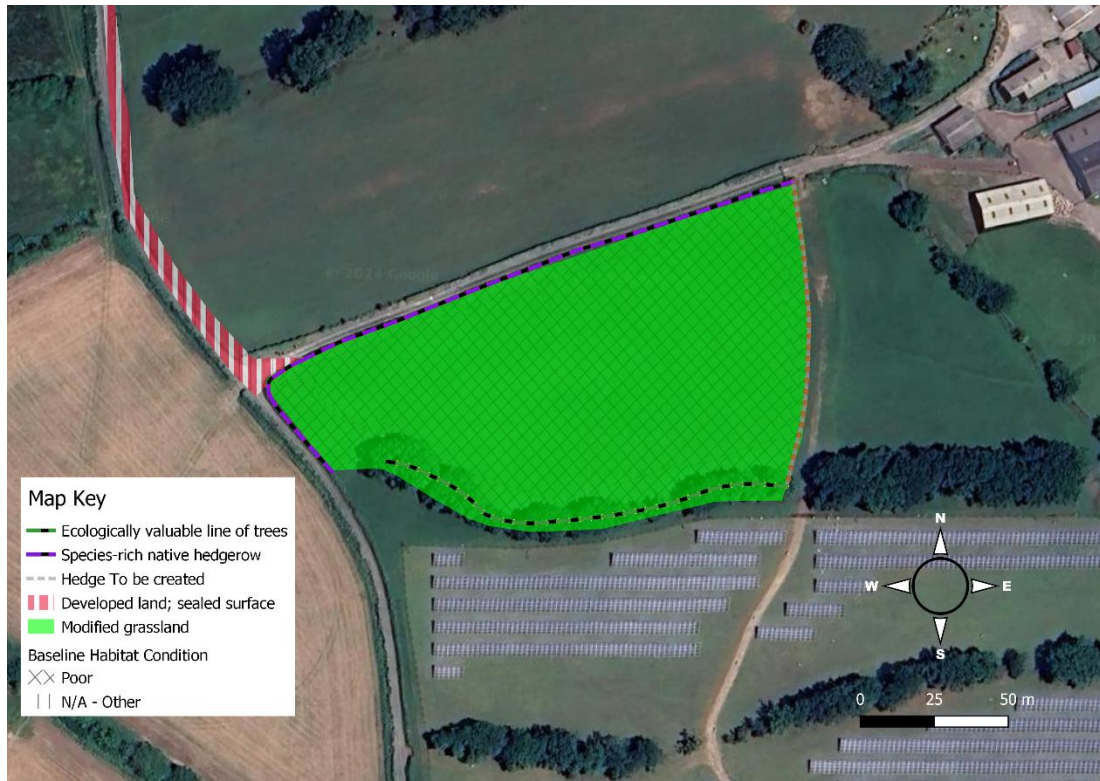 © 2024 Google
Map Key
Ecologically valuable line of trees
Species-rich native hedgerow
Hedge To be created
Developed land; sealed surface
Modified grassland
Baseline Habitat Condition
Poor
N/A - Other
N
W E
S
0 25 50 m